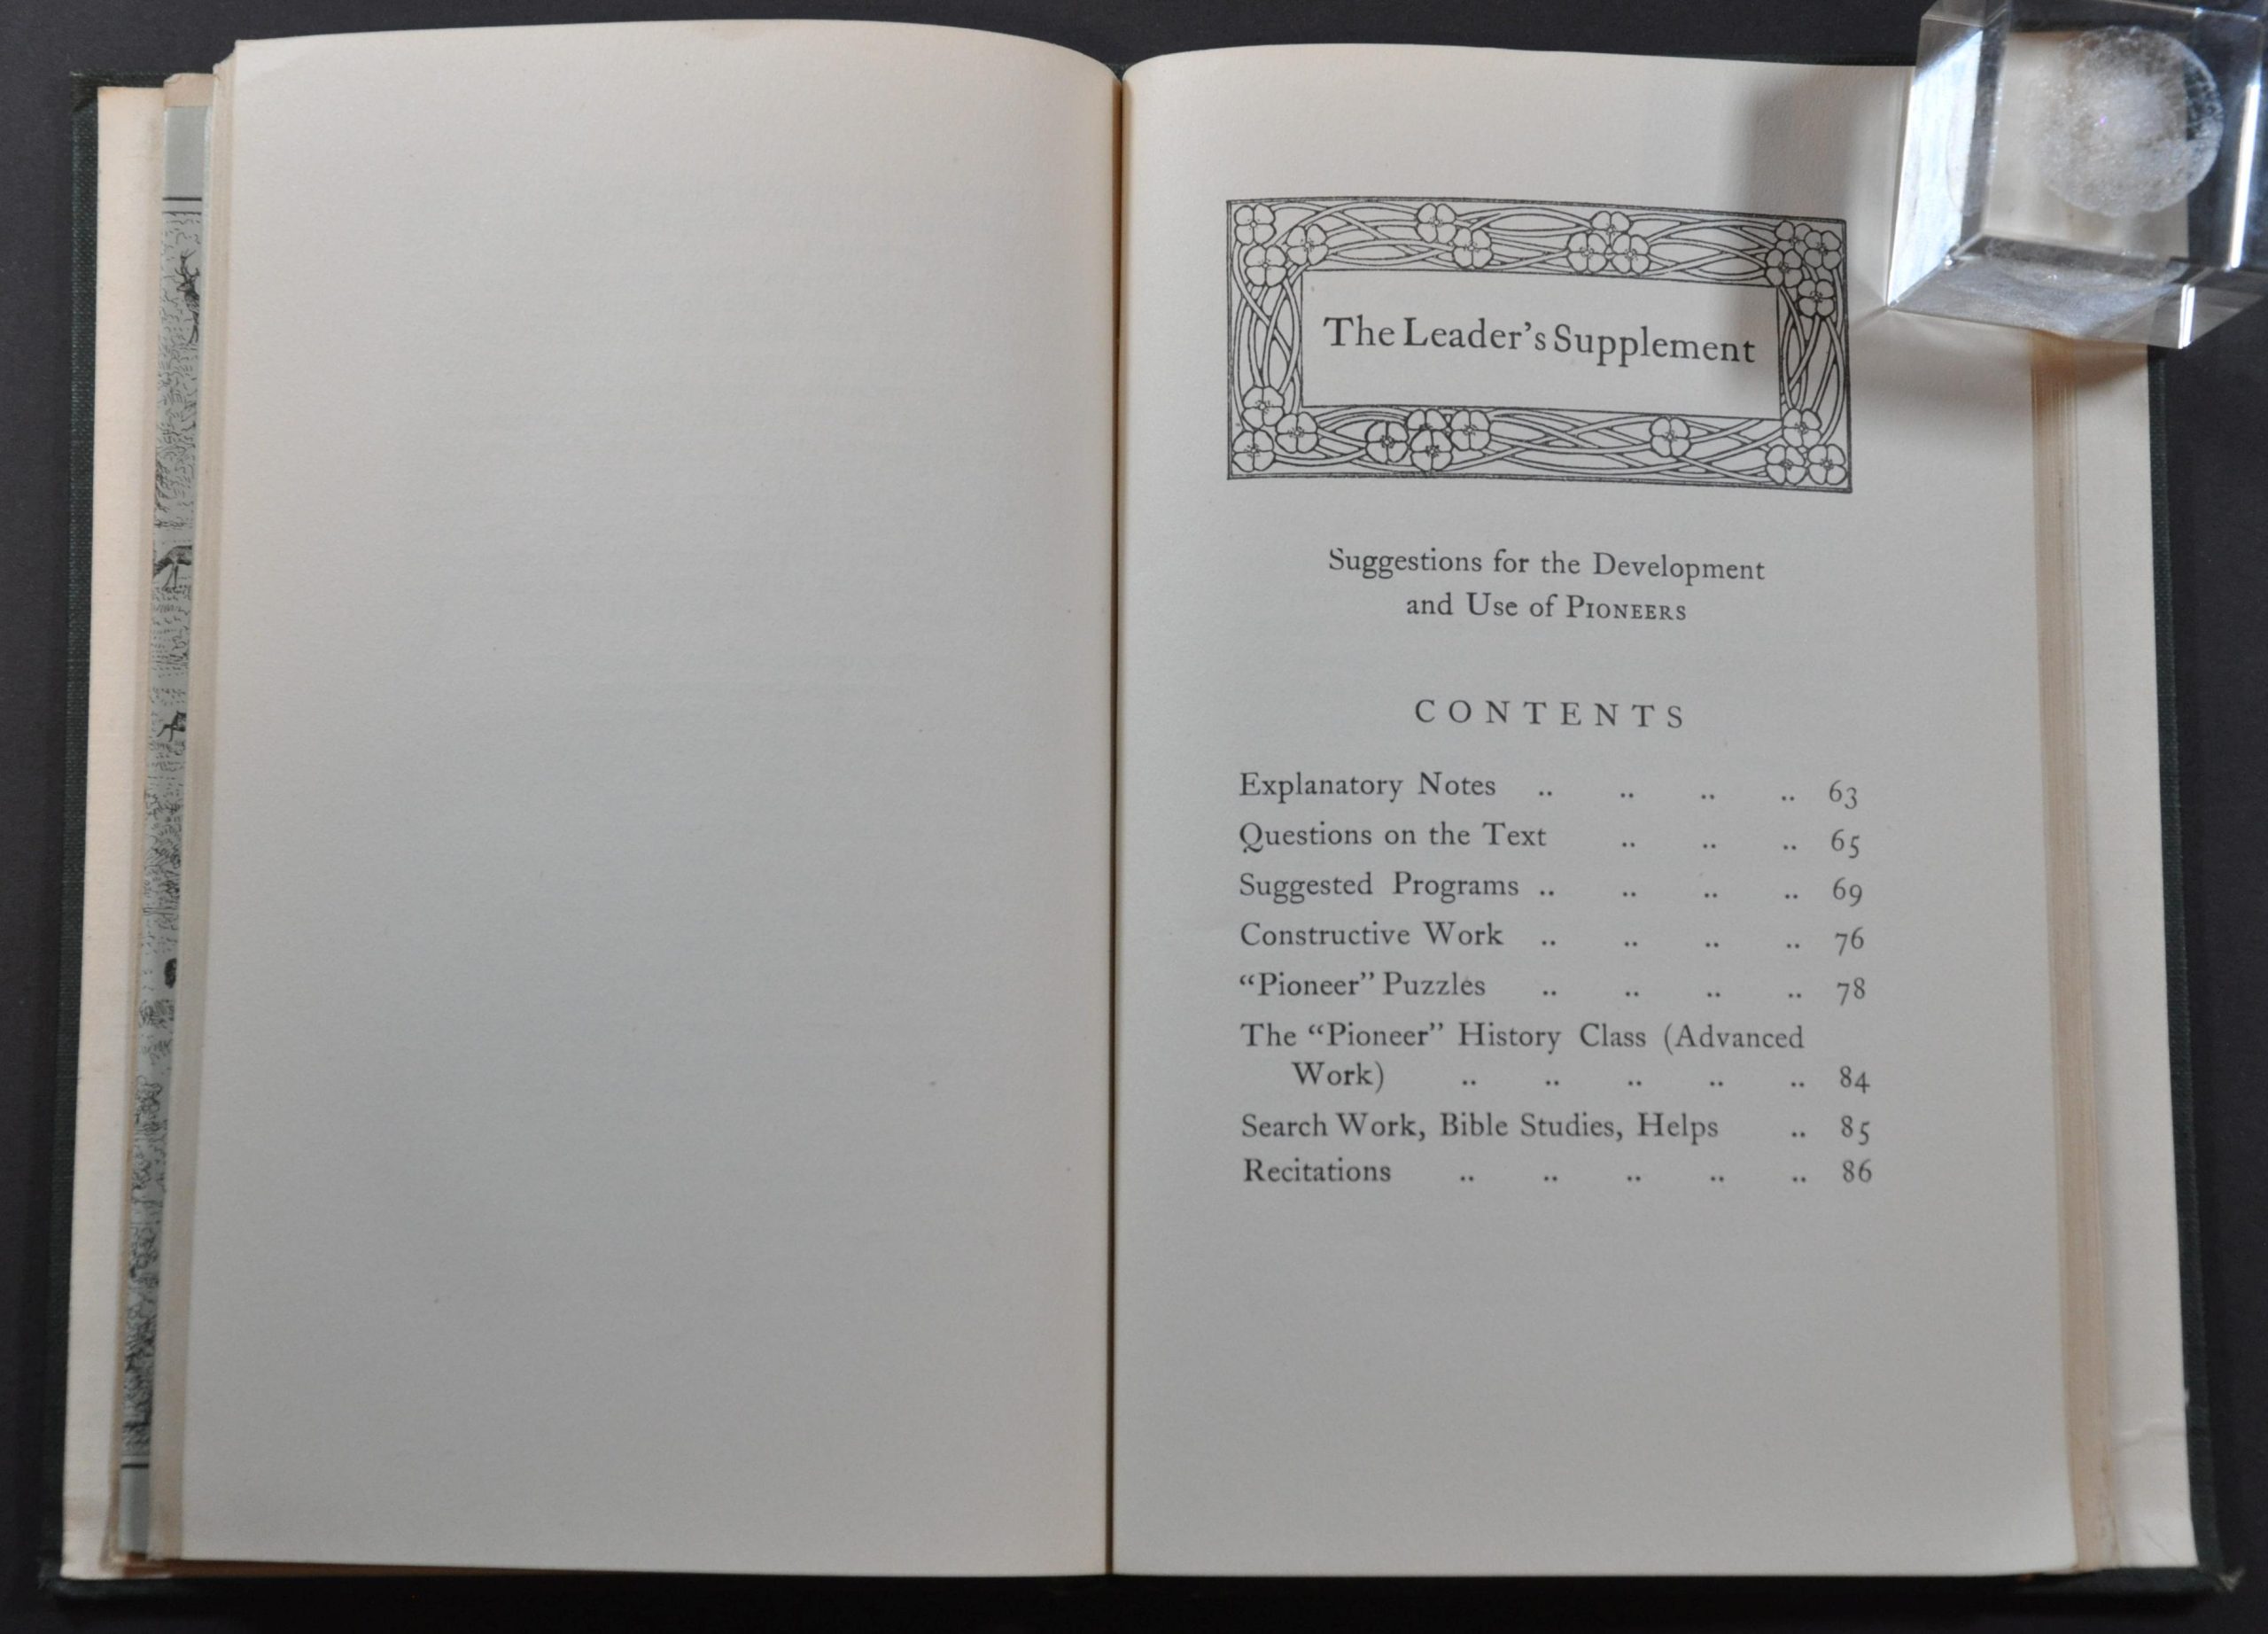 The Leader's Supplement
Suggestions for the Development
and Use of PIONEERS
CONTENTS
Explanatory Notes .. .. .. .. 63
Questions on the Text .. .. .. 65
Suggested Programs .. .. .. .. 69
Constructive Work .. .. .. .. 76
“Pioneer” Puzzles .. .. .. .. 78
The “Pioneer” History Class (Advanced
Work) .. .. .. .. .. 84
Search Work, Bible Studies, Helps .. 85
Recitations .. .. .. .. .. 86